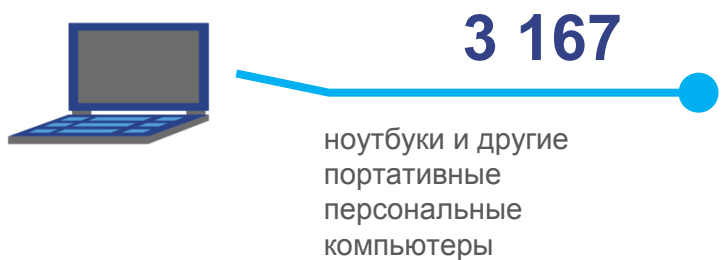 3 167
ноутбуки и другие
портативные
персональные
компьютеры